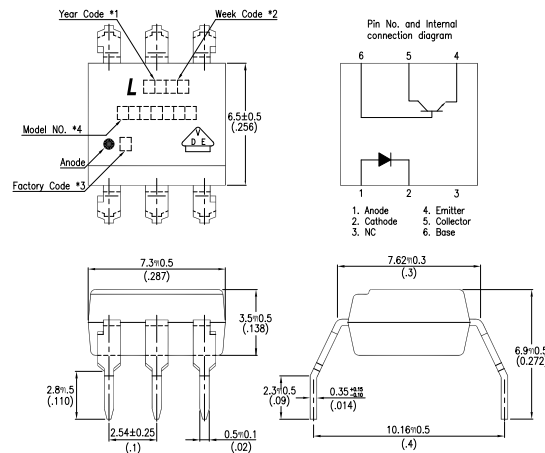 Year Code *1
Week Code *2
L
Model NO. *4
Anode
Factory Code *3
V
D E
6.5±0.5
(.256)
Pin No. and Internal
connection diagram
6 5 4
1 2 3
1. Anode 4. Emitter
2. Cathode 5. Collector
3. NC 6. Base
7.3 0.5
(.287)
3.5 0.5
(.138)
2.8 .5
(.110)
2.54±0.25
(.1)
0.5 0.1
(.02)
7.62 0.3
(.3)
6.9 0.5
(0.272)
2.3 0.5
(.09)
0.35 +0.15 -0.10
(.014)
10.16 0.5
(.4)